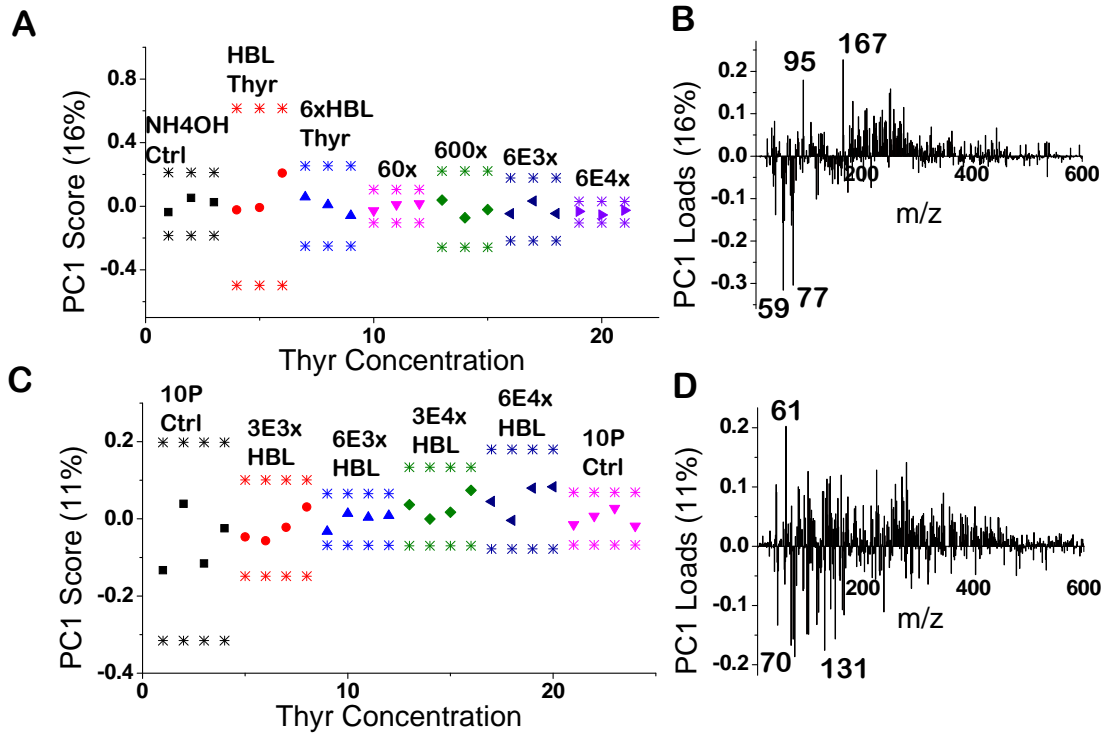 A
PC1 Score (16%)
0.8
0.4
0.0
-0.4
NH4OH
Ctrl
HBL
Thyr
6xHBL
Thyr
60x
600x
6E3x
6E4x
0
10
20
Thyr Concentration
B
PC1 Loads (16%)
0.2
0.1
0.0
-0.1
-0.2
-0.3
95
167
59
77
200
400
600
m/z
C
PC1 Score (11%)
0.2
0.0
-0.2
-0.4
10P
Ctrl
3E3x
HBL
6E3x
HBL
3E4x
HBL
6E4x
HBL
10P
Ctrl
0
10
20
Thyr Concentration
D
PC1 Loads (11%)
0.2
0.1
0.0
-0.1
-0.2
61
70
131
200
400
600
m/z